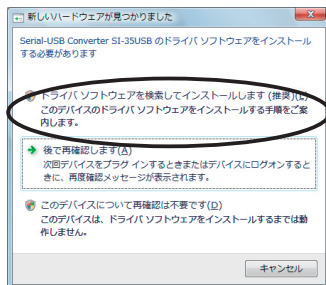 新しいハードウェアが見つかりました
Serial-USB Converter SI-35USB のドライバ ソフトウェアをインストール
する必要があります
ドライバ ソフトウェアを検索してインストールします (推奨)(L)
このデバイスのドライバ ソフトウェアをインストールする手順をご案
内します。
後で再確認します(A)
次回デバイスをプラグ インするときまたはデバイスにログオンすると
きに、再度確認メッセージが表示されます。
このデバイスについて再確認は不要です(D)
このデバイスは、ドライバ ソフトウェアをインストールするまでは動
作しません。
キャンセル